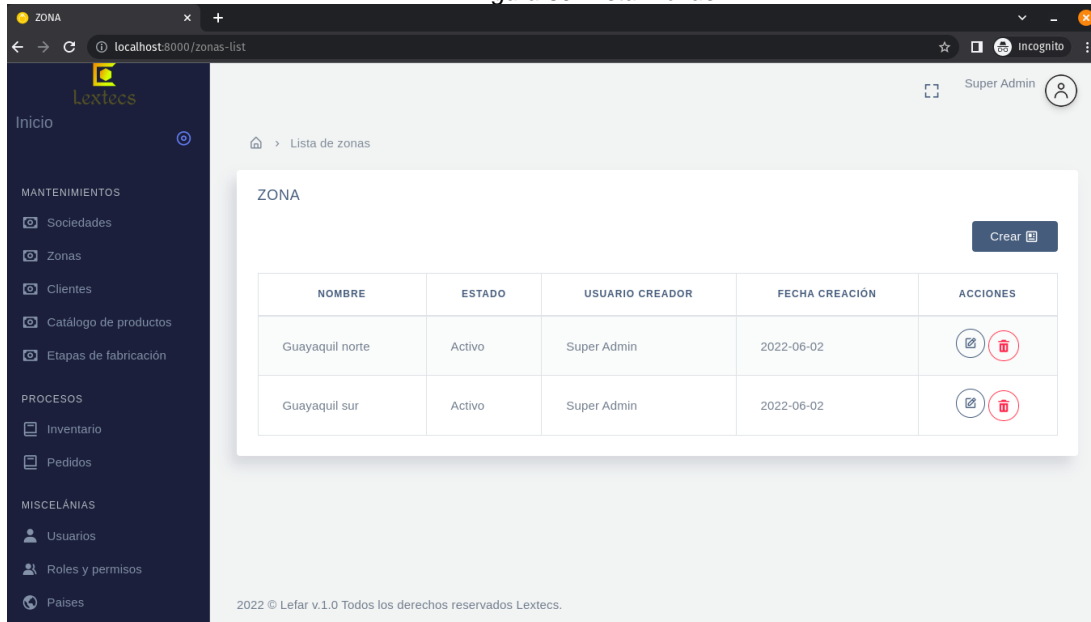 ZONA
localhost:8000/zonas-list
Incognito
Lextecs
Super Admin
Inicio
Lista de zonas
MANTENIMIENTOS
Sociedades
Zonas
Clientes
Catálogo de productos
Etapas de fabricación
PROCESOS
Inventario
Pedidos
MISCELÁNIAS
Usuarios
Roles y permisos
Paises
ZONA
Crear
NOMBRE ESTADO USUARIO CREADOR FECHA CREACIÓN ACCIONES
Guayaquil norte Activo Super Admin 2022-06-02
Guayaquil sur Activo Super Admin 2022-06-02
2022 © Lefar v.1.0 Todos los derechos reservados Lextecs.